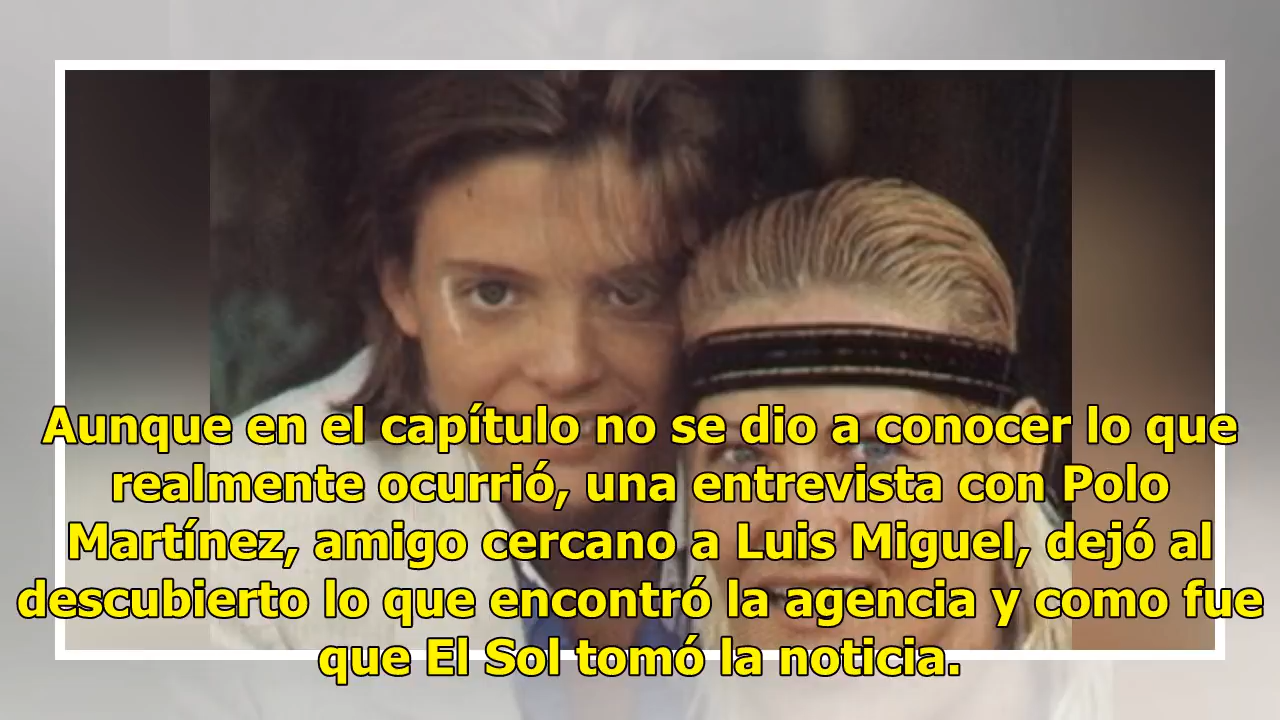 Aunque en el capítulo no se dio a conocer lo que
realmente ocurrió, una entrevista con Polo
Martínez, amigo cercano a Luis Miguel, dejó al
descubierto lo que encontró la agencia y como fue
que El Sol tomó la noticia.